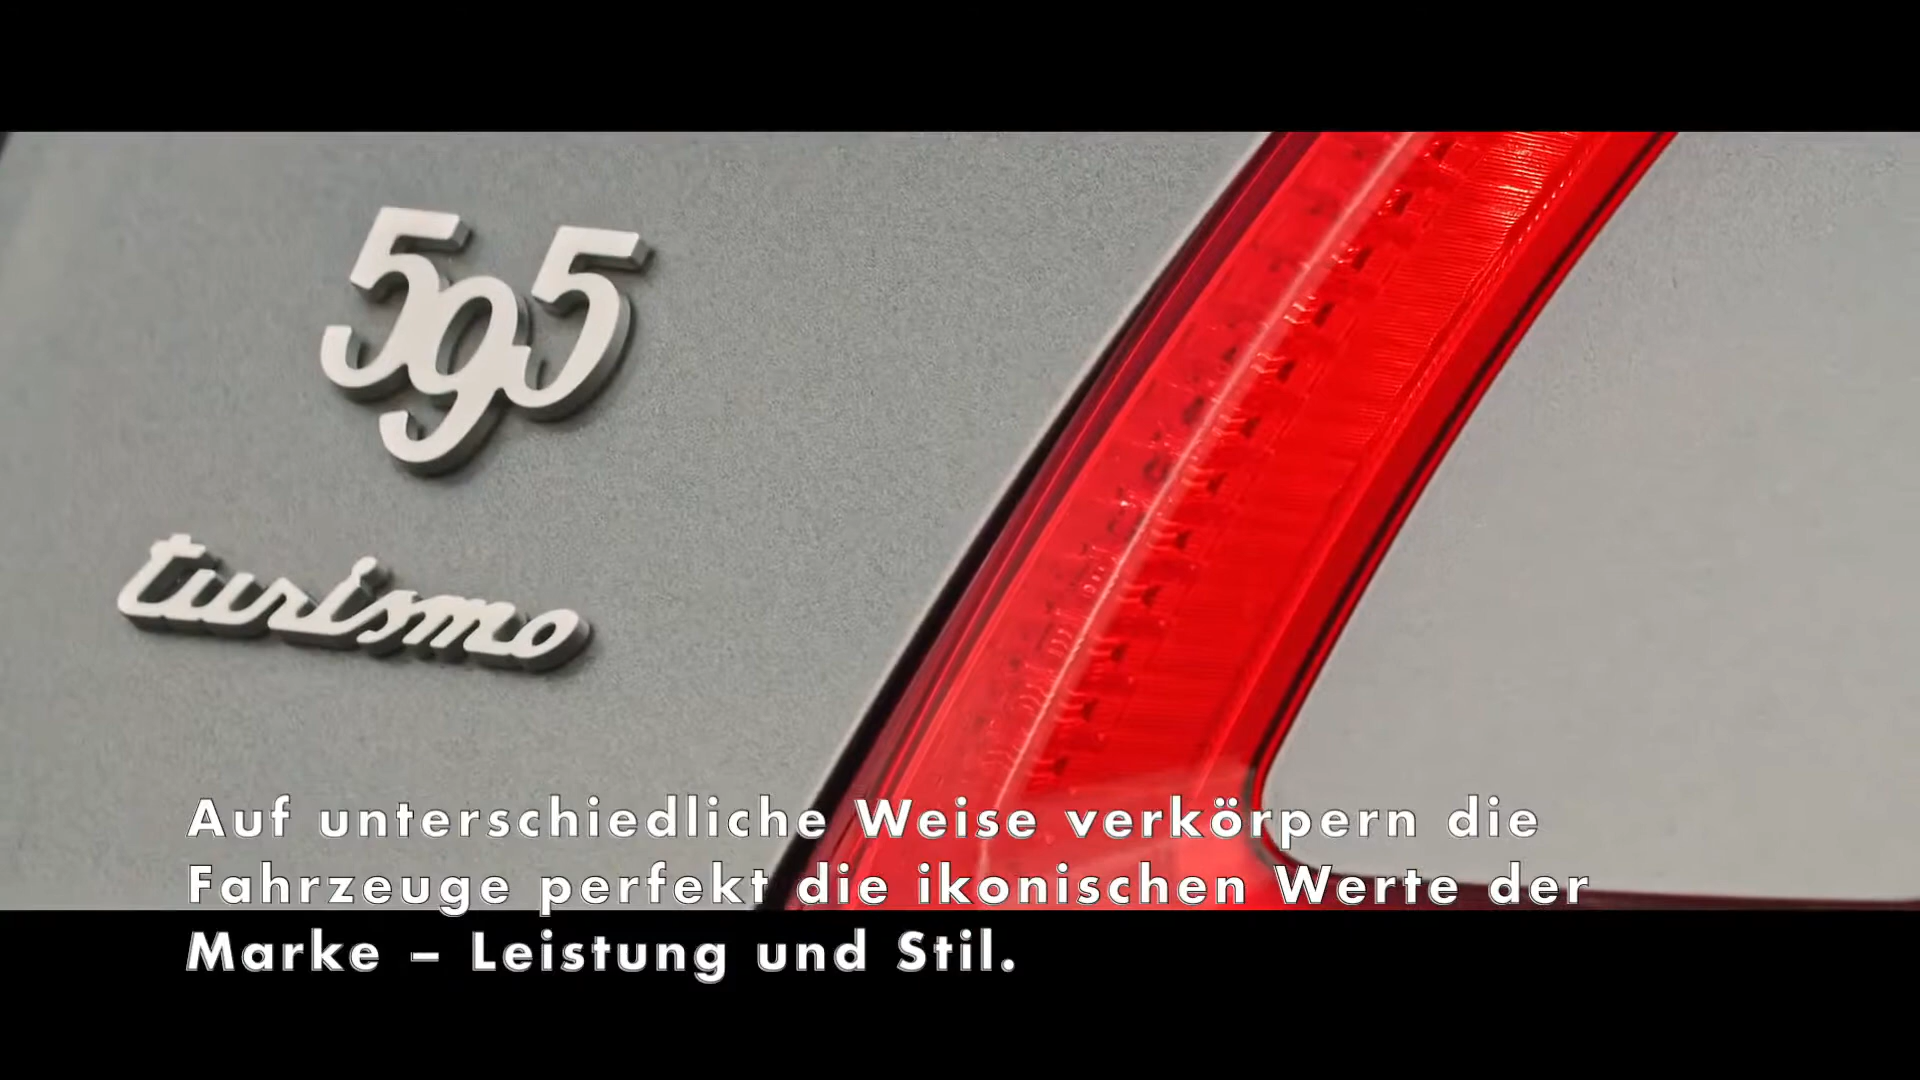 595
turismo
Auf unterschiedliche Weise verkörpern die
Fahrzeuge perfekt die ikonischen Werte der
Marke – Leistung und Stil.